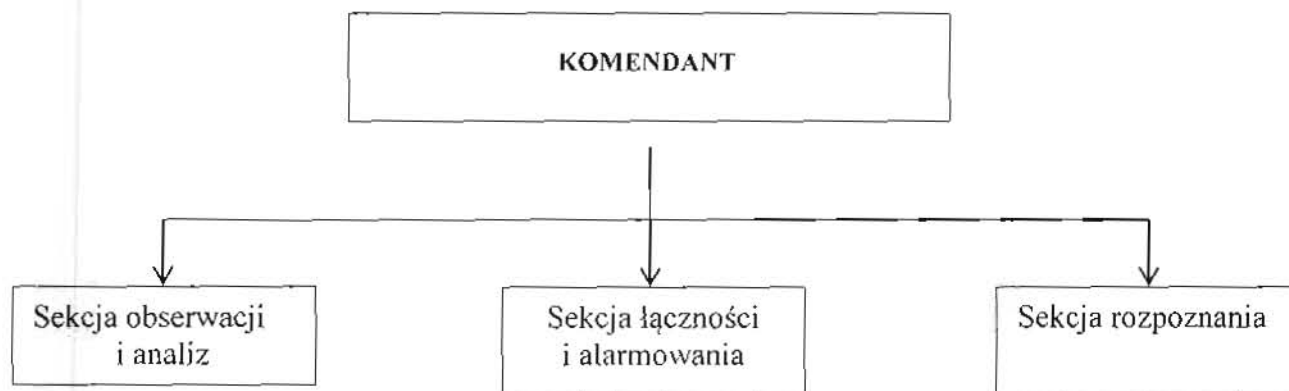 KOMENDANT
Sekcja obserwacji
i analiz
Sekcja łączności
i alarmowania
Sekcja rozpoznania